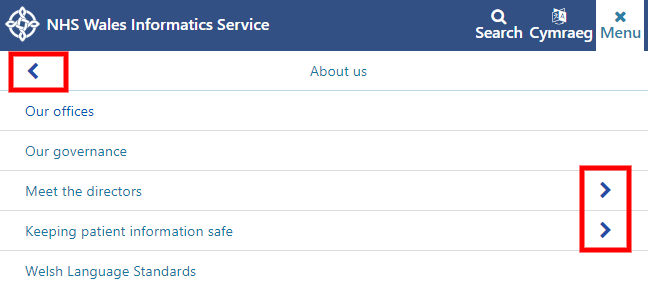 NHS Wales Informatics Service
Search Cymraeg Menu
About us
Our offices
Our governance
Meet the directors
Keeping patient information safe
Welsh Language Standards